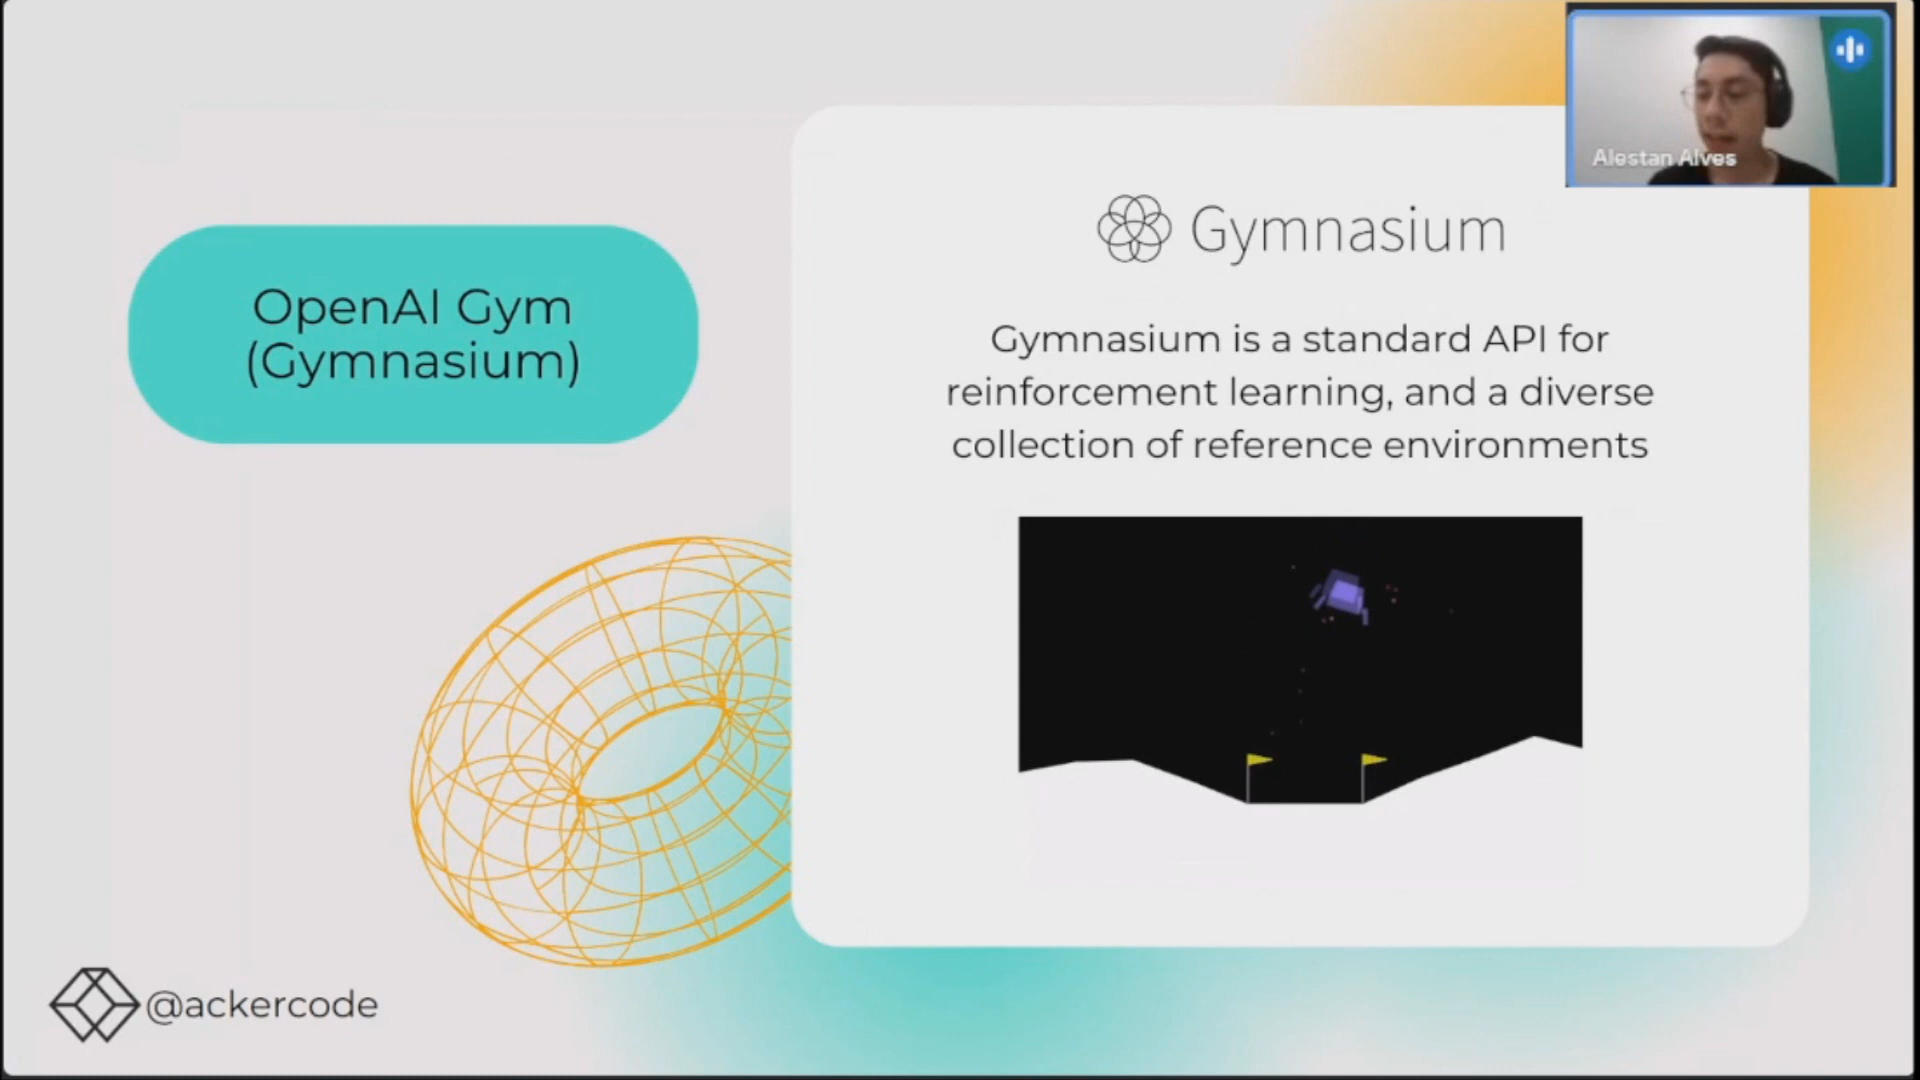 OpenAI Gym
(Gymnasium)
Gymnasium
Gymnasium is a standard API for
reinforcement learning, and a diverse
collection of reference environments
Alestan Alves
@ackercode